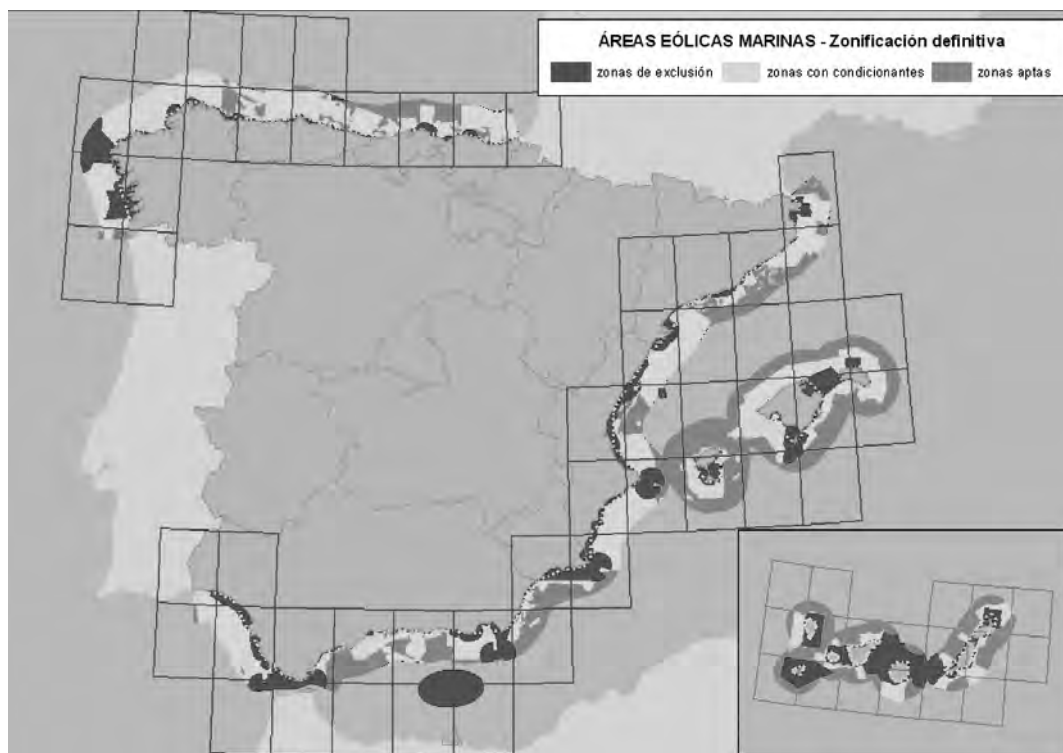 ÁREAS EÓLICAS MARINAS - Zonificación definitiva
zonas de exclusión zonas con condicionantes zonas aptas